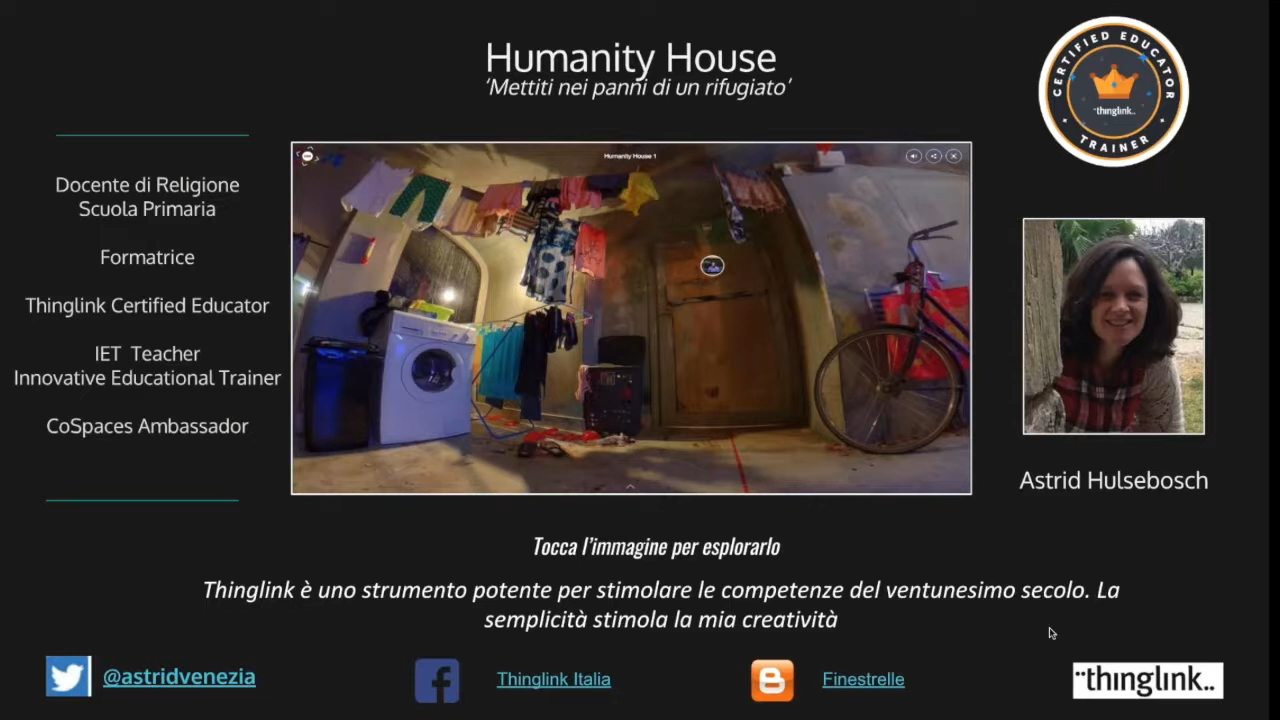 Humanity House
‘Mettiti nei panni di un rifugiato’
CERTIFIED EDUCATOR
¨thınglınk..
TRAINER
Humanity House 1
Docente di Religione
Scuola Primaria
Formatrice
Thinglink Certified Educator
IET Teacher
Innovative Educational Trainer
CoSpaces Ambassador
Astrid Hulsebosch
Tocca l’immagine per esplorarlo
Thinglink è uno strumento potente per stimolare le competenze del ventunesimo secolo. La
semplicità stimola la mia creatività
@astridvenezia
Thinglink Italia
Finestrelle
¨thınglınk..